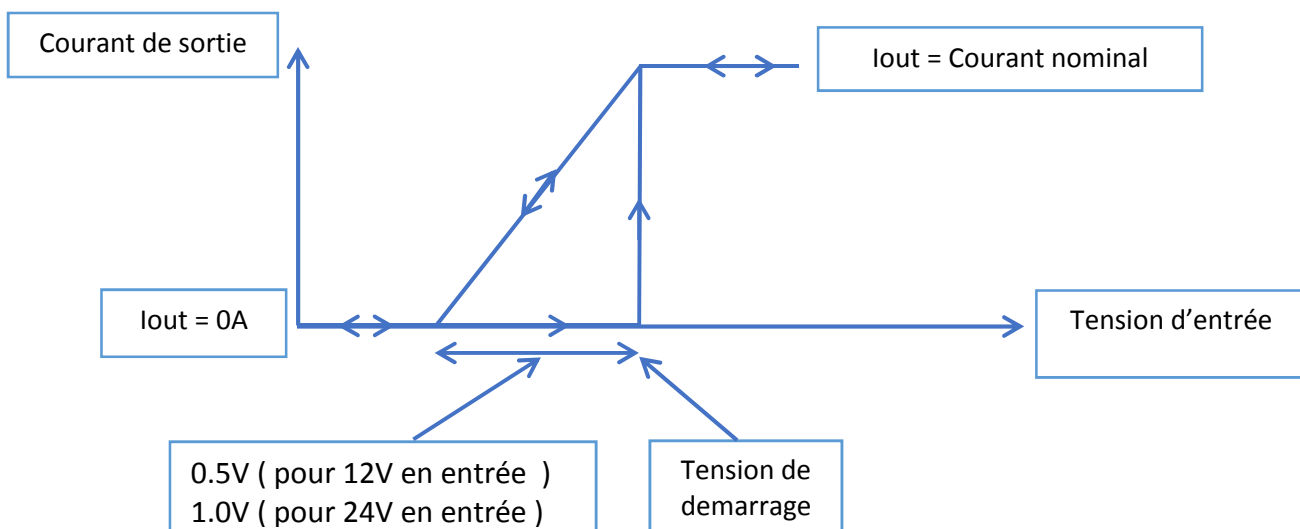 Courant de sortie
Iout = Courant nominal
Iout = 0A
Tension d’entrée
0.5V ( pour 12V en entrée )
1.0V ( pour 24V en entrée )
Tension de
demarrage